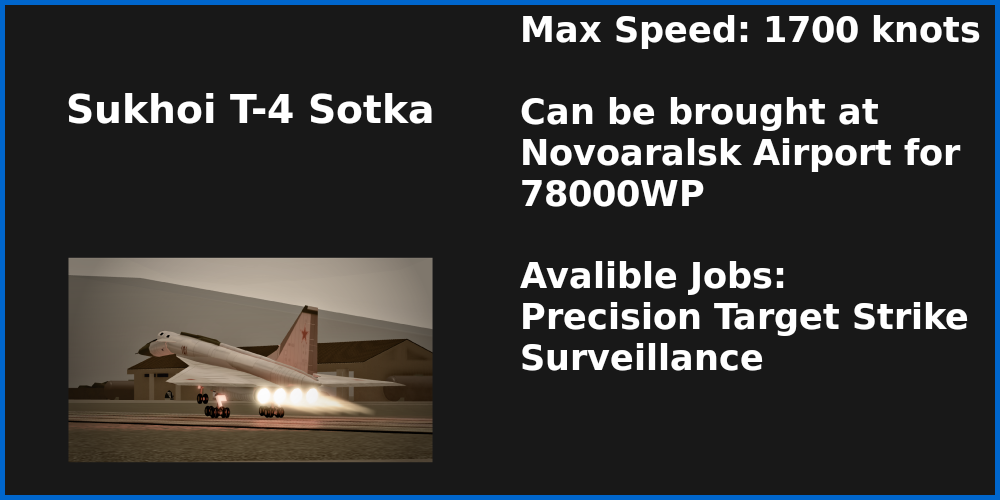 Sukhoi T-4 Sotka
Max Speed: 1700 knots
Can be brought at
Novoaralsk Airport for
78000WP
Avalible Jobs:
Precision Target Strike
Surveillance